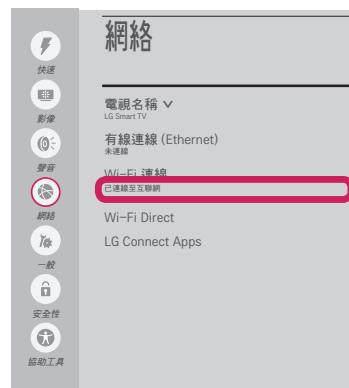 網絡
快速
影像
聲音
網絡
一般
安全性
協助工具
電視名稱
LG Smart TV
有線連線 (Ethernet)
未連線
Wi-Fi 連線
已連線至互聯網
Wi-Fi Direct
LG Connect Apps